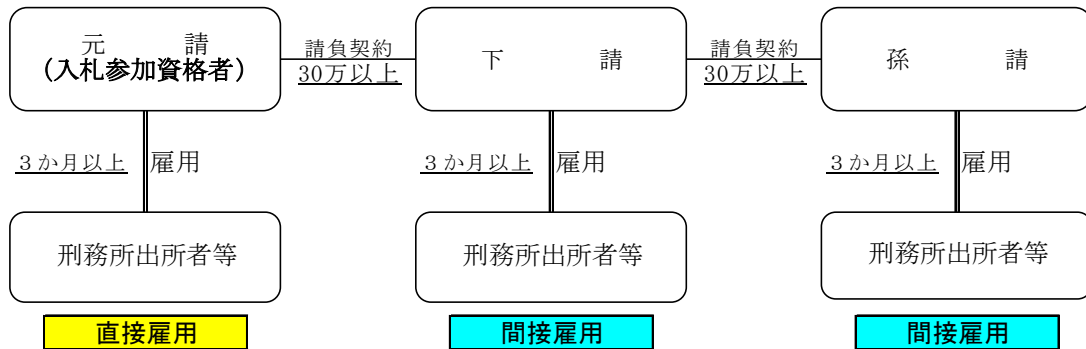 元　　請
(入札参加資格者)
請負契約
30万以上
下　　請
請負契約
30万以上
孫　　請
３か月以上 雇用
３か月以上 雇用
３か月以上 雇用
刑務所出所者等
刑務所出所者等
刑務所出所者等
直接雇用
間接雇用
間接雇用